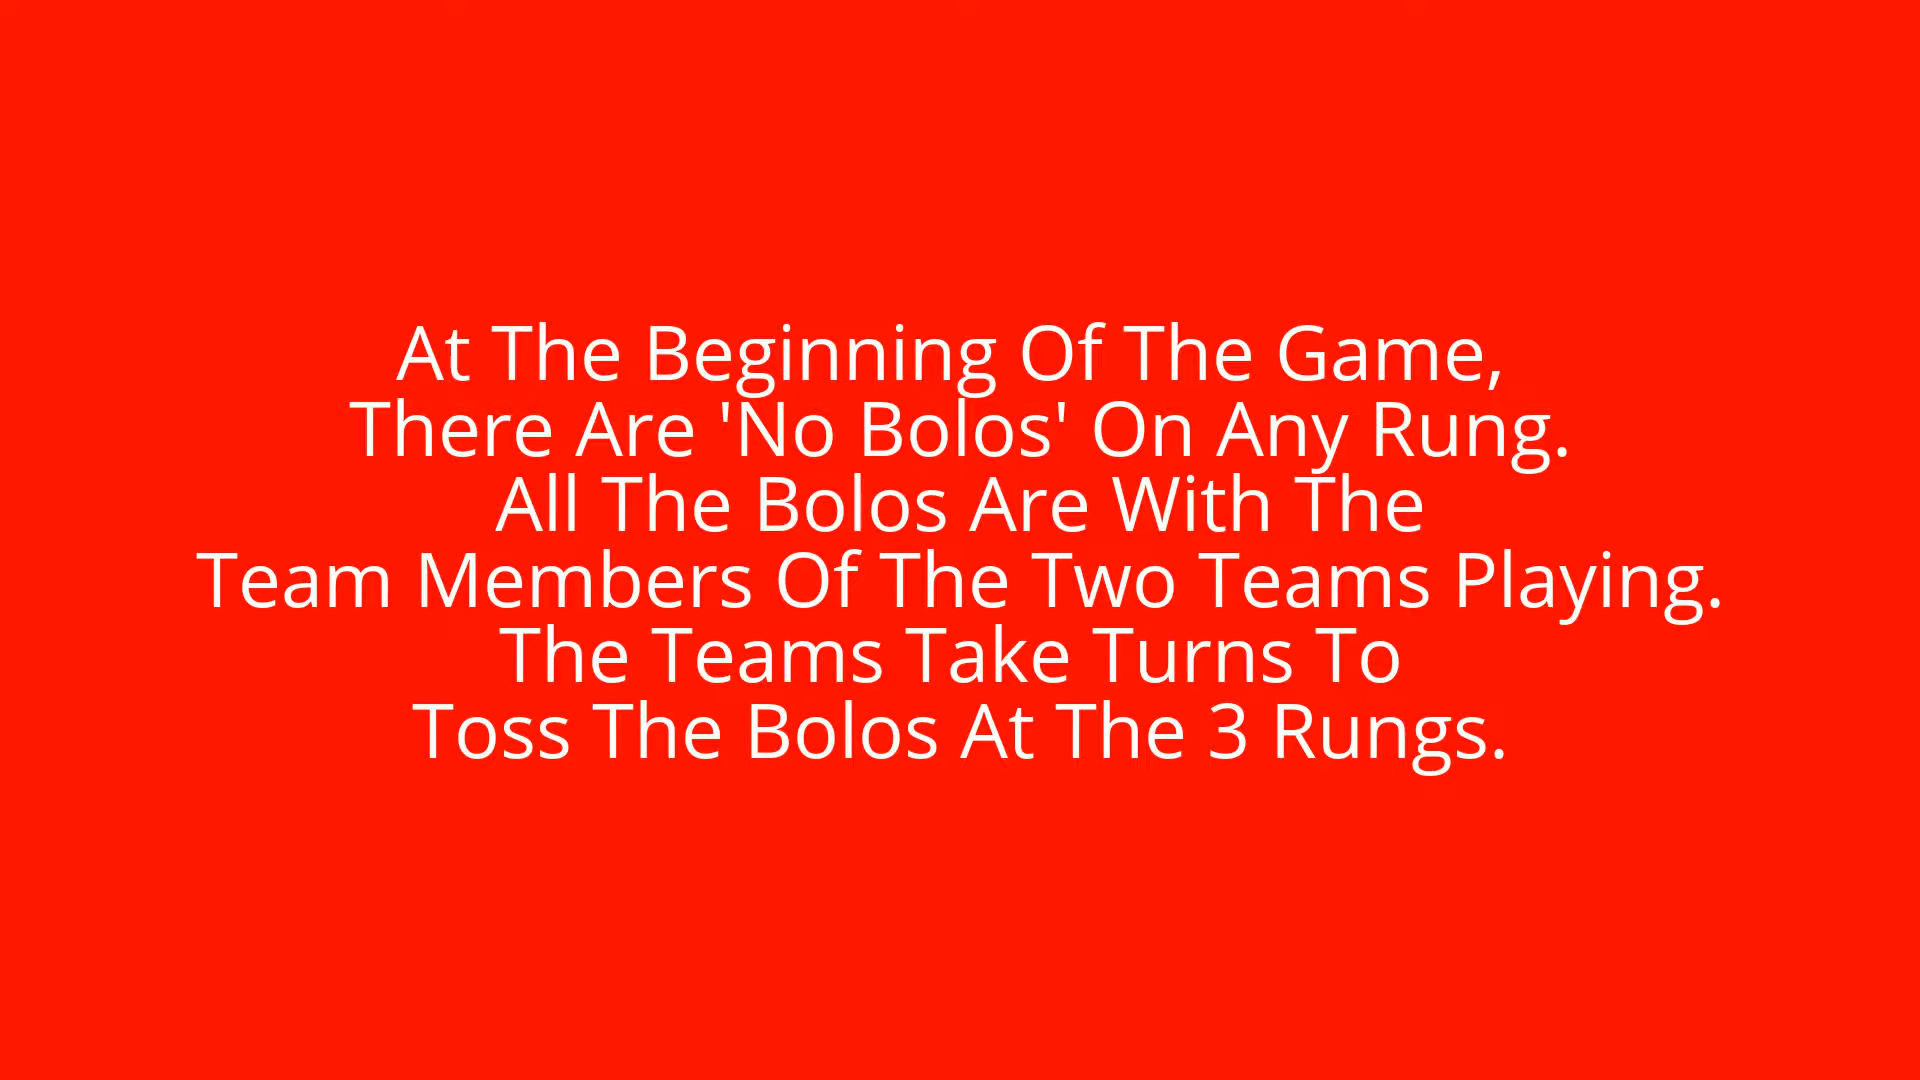 At The Beginning Of The Game,
There Are 'No Bolos' On Any Rung.
All The Bolos Are With The
Team Members Of The Two Teams Playing.
The Teams Take Turns To
Toss The Bolos At The 3 Rungs.